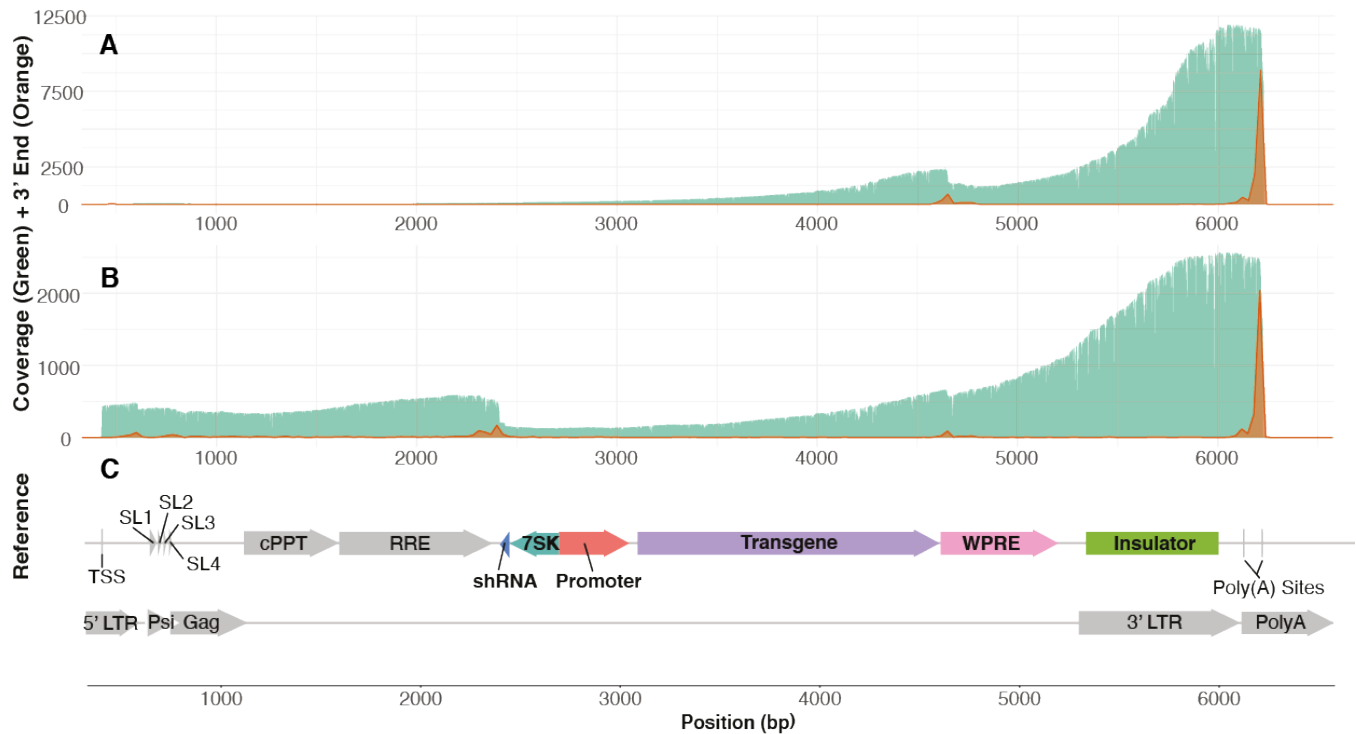 Coverage (Green) + 3' End (Orange)
A
12500
7500
2500
0
1000
2000
3000
4000
5000
6000
B
2000
1000
0
1000
2000
3000
4000
5000
6000
Reference
C
SL1
SL2
SL3
SL4
TSS
cPPT
RRE
shRNA
7SK
Promoter
Transgene
WPRE
Insulator
Poly(A) Sites
5' LTR
Psi
Gag
3' LTR
PolyA
1000
2000
3000
4000
5000
6000
Position (bp)